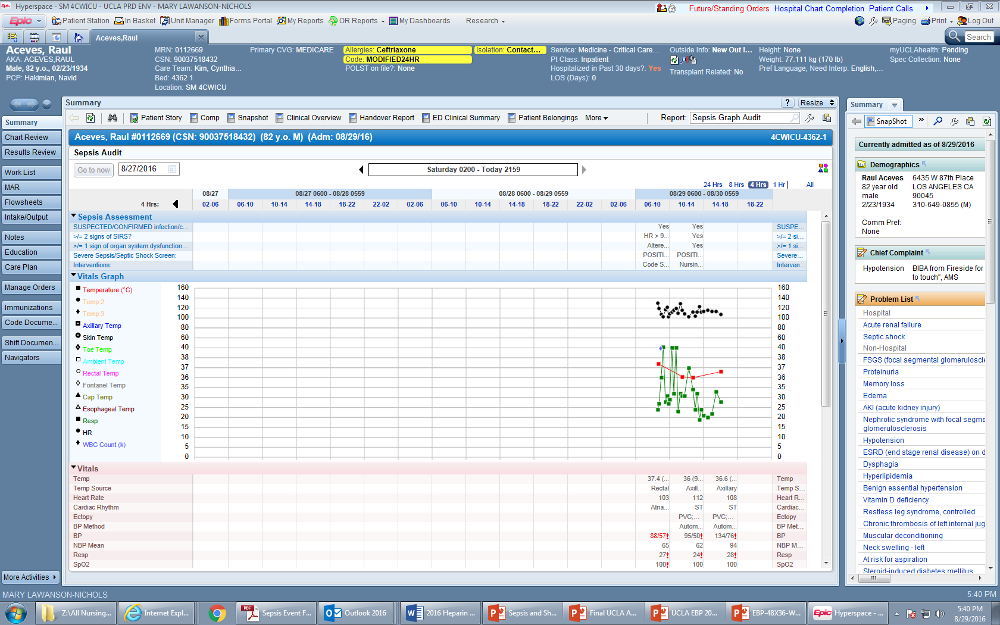 Hyperspace - SM 4CWICU - UCLA PRD ENV - MARY LAWANSON-NICHOLS
Future/Standing Orders Hospital Chart Completion Patient Calls
Epic Patient Station In Basket Unit Manager Forms Portal My Reports OR Reports My Dashboards Research Paging Print Log Out
Aceves,Raul Search
Aceves, Raul
AKA: ACEVES,RAUL
Male, 82 y.o., 02/23/1934
PCP: Hakimian, Navid
MRN: 0112669
CSN: 90037518432
Care Team: Kim, Cynthia...
Bed: 4362 1
Location: SM 4CWICU
Primary CVG: MEDICARE
Allergies: Ceftriaxone
Code: MODIFIED24HR
POLST on file?: None
Isolation: Contact...
Service: Medicine - Critical Care...
Pt Class: Inpatient
Hospitalized in Past 30 days?: Yes
LOS (Days): 0
Outside Info: New Out I...
Transplant Related: No
Height: None
Weight: 77.111 kg (170 lb)
Pref Language, Need Interp: English,...
myUCLAhealth: Pending
Spec Collection: None
Summary
Chart Review
Results Review
Work List
MAR
Flowsheets
Intake/Output
Notes
Education
Care Plan
Manage Orders
Immunizations
Code Docume...
Shift Documen...
Navigators
More Activities
Summary ? Resize
Patient Story Comp Snapshot Clinical Overview Handover Report ED Clinical Summary Patient Belongings More Report: Sepsis Graph Audit
Aceves, Raul #0112669 (CSN: 90037518432) (82 y.o. M) (Adm: 08/29/16) 4CWICU-4362-1
Sepsis Audit
Go to now 8/27/2016 Saturday 0200 - Today 2159
24 Hrs 8 Hrs 4 Hrs 1 Hr All
08/27 08/27 0600 - 08/28 0559 08/28 0600 - 08/29 0559 08/29 0600 - 08/30 0559
4 Hrs: 02-06 06-10 10-14 14-18 18-22 22-02 02-06 06-10 10-14 14-18 18-22 22-02 02-06 06-10 10-14 14-18 18-22
Sepsis Assessment
SUSPECTED/CONFIRMED infection/c... Yes Yes SUSPE...
>/= 2 signs of SIRS? HR > 9... Yes >/= 2 si...
>/= 1 sign of organ system dysfunction... Altere... Yes >/= 1 si...
Severe Sepsis/Septic Shock Screen: POSITI... POSITI... Severe...
Interventions: Code S... Nursin... Interven...
Vitals Graph
Temperature (°C)
Temp 2
Temp 3
Axillary Temp
Skin Temp
Toe Temp
Ambient Temp
Rectal Temp
Fontanel Temp
Cap Temp
Esophageal Temp
Resp
HR
WBC Count (k)
160 160
140 140
120 120
100 100
80 80
60 60
40 40
38 38
37 37
36 36
35 35
30 30
25 25
20 20
15 15
10 10
5 5
0 0
Vitals
Temp 37.4 (... 36 (9... 36.6 (... Temp
Temp Source Rectal Axill... Axillary Temp S...
Heart Rate 103 112 108 Heart R...
Cardiac Rhythm Atria... ST ST Cardiac...
Ectopy PVC;... PVC;... Ectopy
BP Method Autom... Autom... BP Met...
BP 88/57! 95/50! 134/76! BP
NBP Mean 65 62 94 NBP M...
Resp 27! 24! 28! Resp
SpO2 100! 100 100 SpO2
Summary
SnapShot »
Currently admitted as of 8/29/2016
Demographics
Raul Aceves 6435 W 87th Place
82 year old LOS ANGELES CA
male 90045
2/23/1934 310-649-0855 (M)
Comm Pref:
None
Chief Complaint
Hypotension BIBA from Fireside for
to touch", AMS
Problem List
Hospital
Acute renal failure
Septic shock
Non-Hospital
FSGS (focal segmental glomeruloscle
Proteinuria
Memory loss
Edema
AKI (acute kidney injury)
Nephrotic syndrome with focal segme
glomerulosclerosis
Hypotension
ESRD (end stage renal disease) on d
Dysphagia
Hyperlipidemia
Benign essential hypertension
Vitamin D deficiency
Restless leg syndrome, controlled
Chronic thrombosis of left internal jug
Muscular deconditioning
Neck swelling - left
At risk for aspiration
Steroid-induced diabetes mellitus
MARY LAWANSON-NICHOLS 5:40 PM
Z:\All Nursing... Internet Expl... Sepsis Event F... Outlook 2016 2016 Heparin ... Sepsis and Sh... Final UCLA A... UCLA EBP 20... EBP-48X36-W... Hyperspace - ...
5:40 PM
8/29/2016